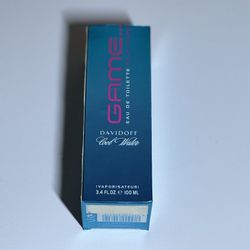 GAME
EAU DE TOILETTE
DAVIDOFF
Cool Water
[VAPORISATEUR]
3.4 FL.OZ ℮ 100 ML